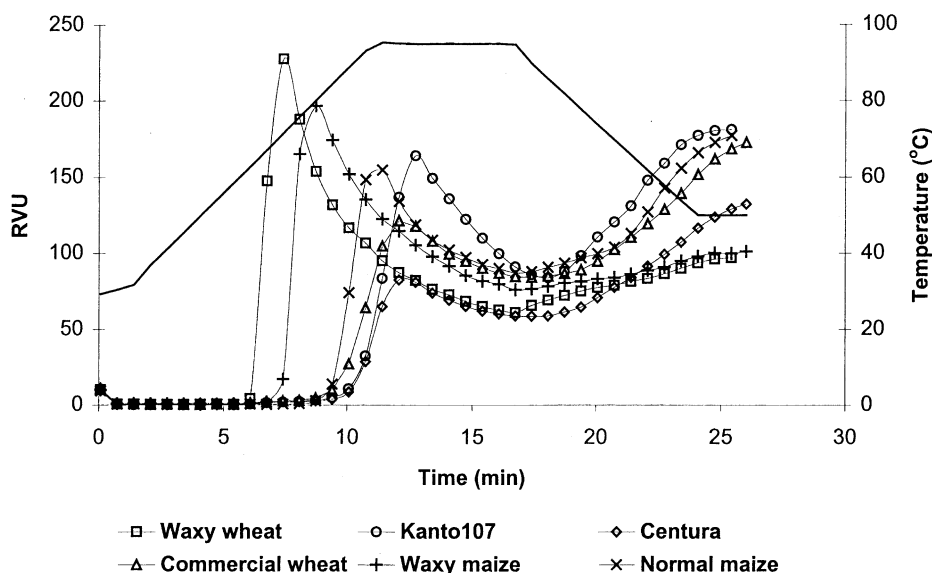 250
200
150
100
50
0
RVU
100
80
60
40
20
0
Temperature (°C)
0 5 10 15 20 25 30
Time (min)
Waxy wheat Kanto107 Centura
Commercial wheat Waxy maize Normal maize